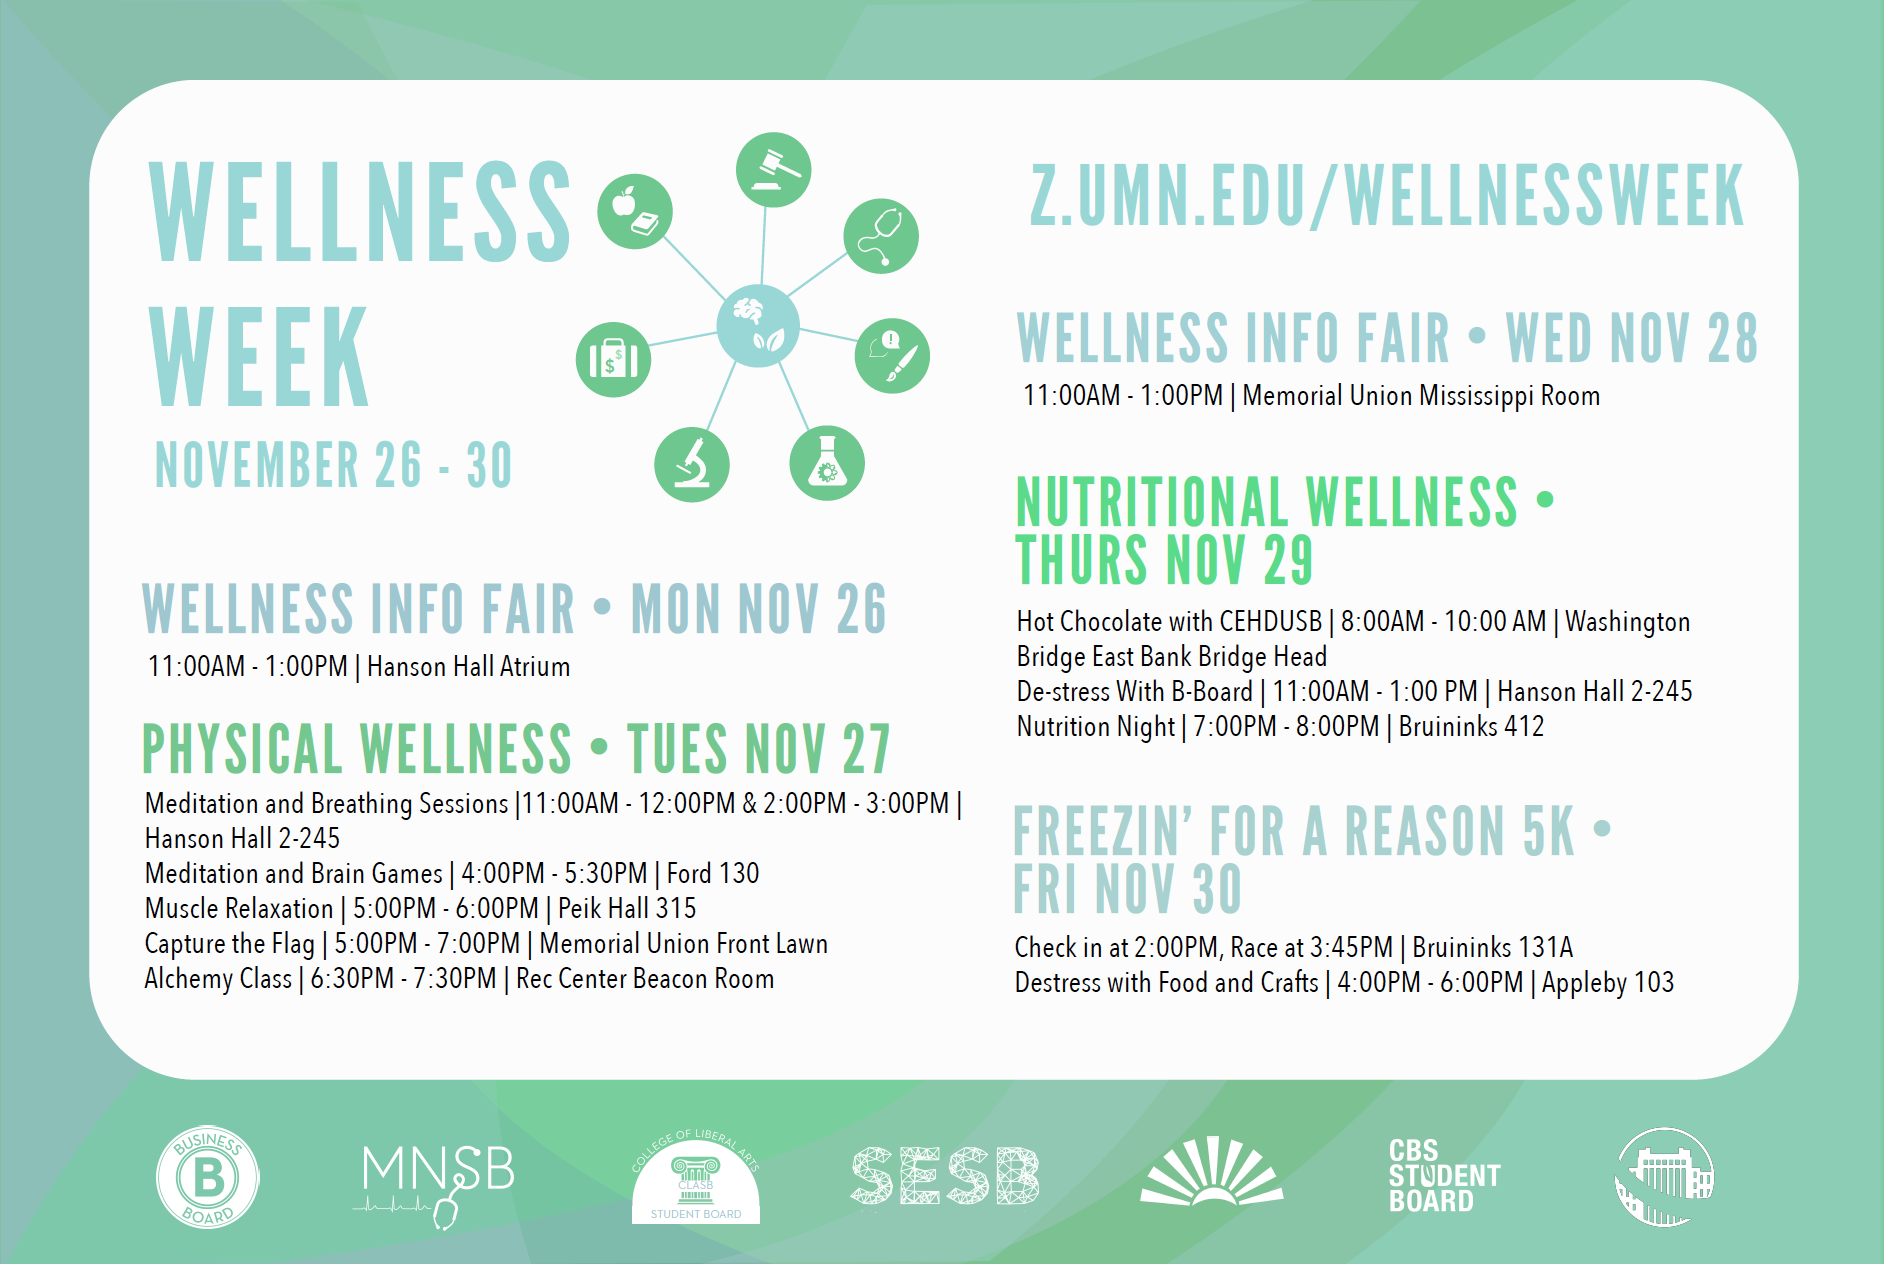 WELLNESS
WEEK
NOVEMBER 26 - 30
WELLNESS INFO FAIR • MON NOV 26
11:00AM - 1:00PM | Hanson Hall Atrium
PHYSICAL WELLNESS • TUES NOV 27
Meditation and Breathing Sessions |11:00AM - 12:00PM & 2:00PM - 3:00PM |
Hanson Hall 2-245
Meditation and Brain Games | 4:00PM - 5:30PM | Ford 130
Muscle Relaxation | 5:00PM - 6:00PM | Peik Hall 315
Capture the Flag | 5:00PM - 7:00PM | Memorial Union Front Lawn
Alchemy Class | 6:30PM - 7:30PM | Rec Center Beacon Room
Z.UMN.EDU/WELLNESSWEEK
WELLNESS INFO FAIR • WED NOV 28
11:00AM - 1:00PM | Memorial Union Mississippi Room
NUTRITIONAL WELLNESS •
THURS NOV 29
Hot Chocolate with CEHDUSB | 8:00AM - 10:00 AM | Washington
Bridge East Bank Bridge Head
De-stress With B-Board | 11:00AM - 1:00 PM | Hanson Hall 2-245
Nutrition Night | 7:00PM - 8:00PM | Bruininks 412
FREEZIN' FOR A REASON 5K •
FRI NOV 30
Check in at 2:00PM, Race at 3:45PM | Bruininks 131A
Destress with Food and Crafts | 4:00PM - 6:00PM | Appleby 103
BUSINESS
B
BOARD
MNSB
COLLEGE OF LIBERAL ARTS
CLASB
STUDENT BOARD
SESB
CBS
STUDENT
BOARD